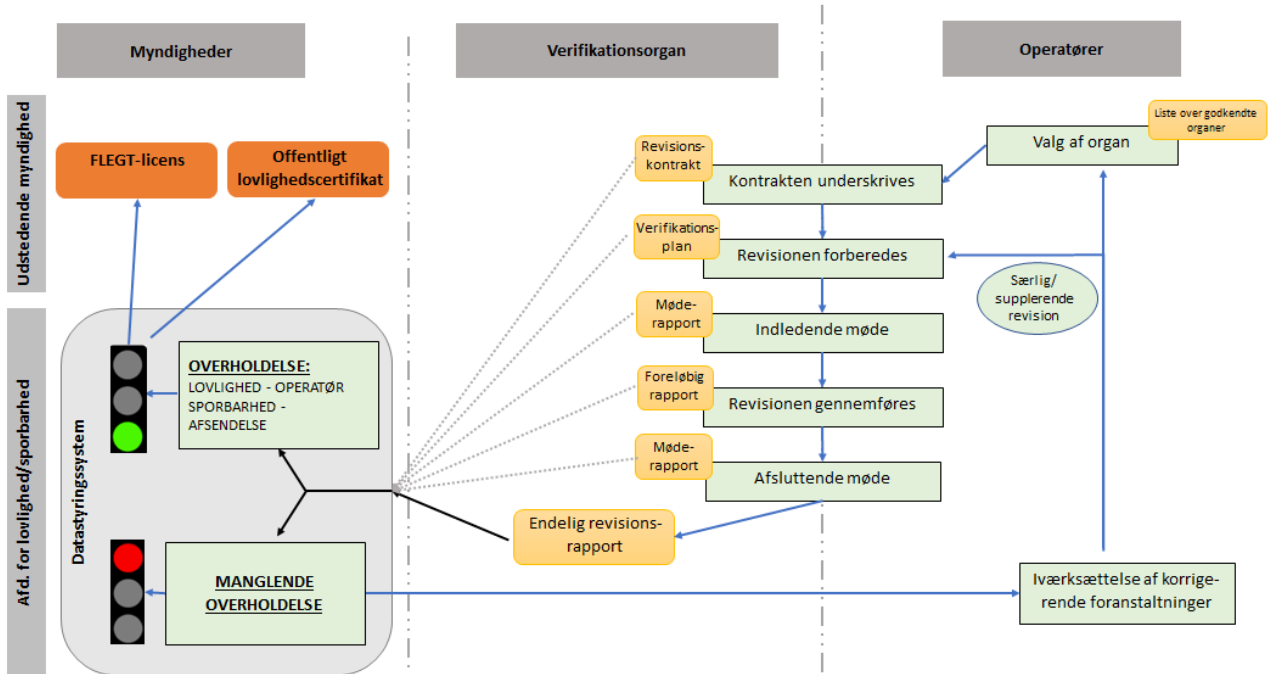 Myndigheder
Verifikationsorgan
Operatører
Udstedende myndighed
Afd. for lovlighed/sporbarhed
FLEGT-licens
Offentligt
lovlighedscertifikat
Revisions-
kontrakt
Kontrakten underskrives
Valg af organ
Liste over godkendte
organer
Verifikations-
plan
Revisionen forberedes
Særlig/
supplerende
revision
Møde-
rapport
Indledende møde
Foreløbig
rapport
Revisionen gennemføres
Møde-
rapport
Afsluttende møde
Endelig revisions-
rapport
Datastyringssystem
OVERHOLDELSE:
LOVLIGHED - OPERATØR
SPORBARHED -
AFSENDELSE
MANGLENDE
OVERHOLDELSE
Iværksættelse af korrige-
rende foranstaltninger